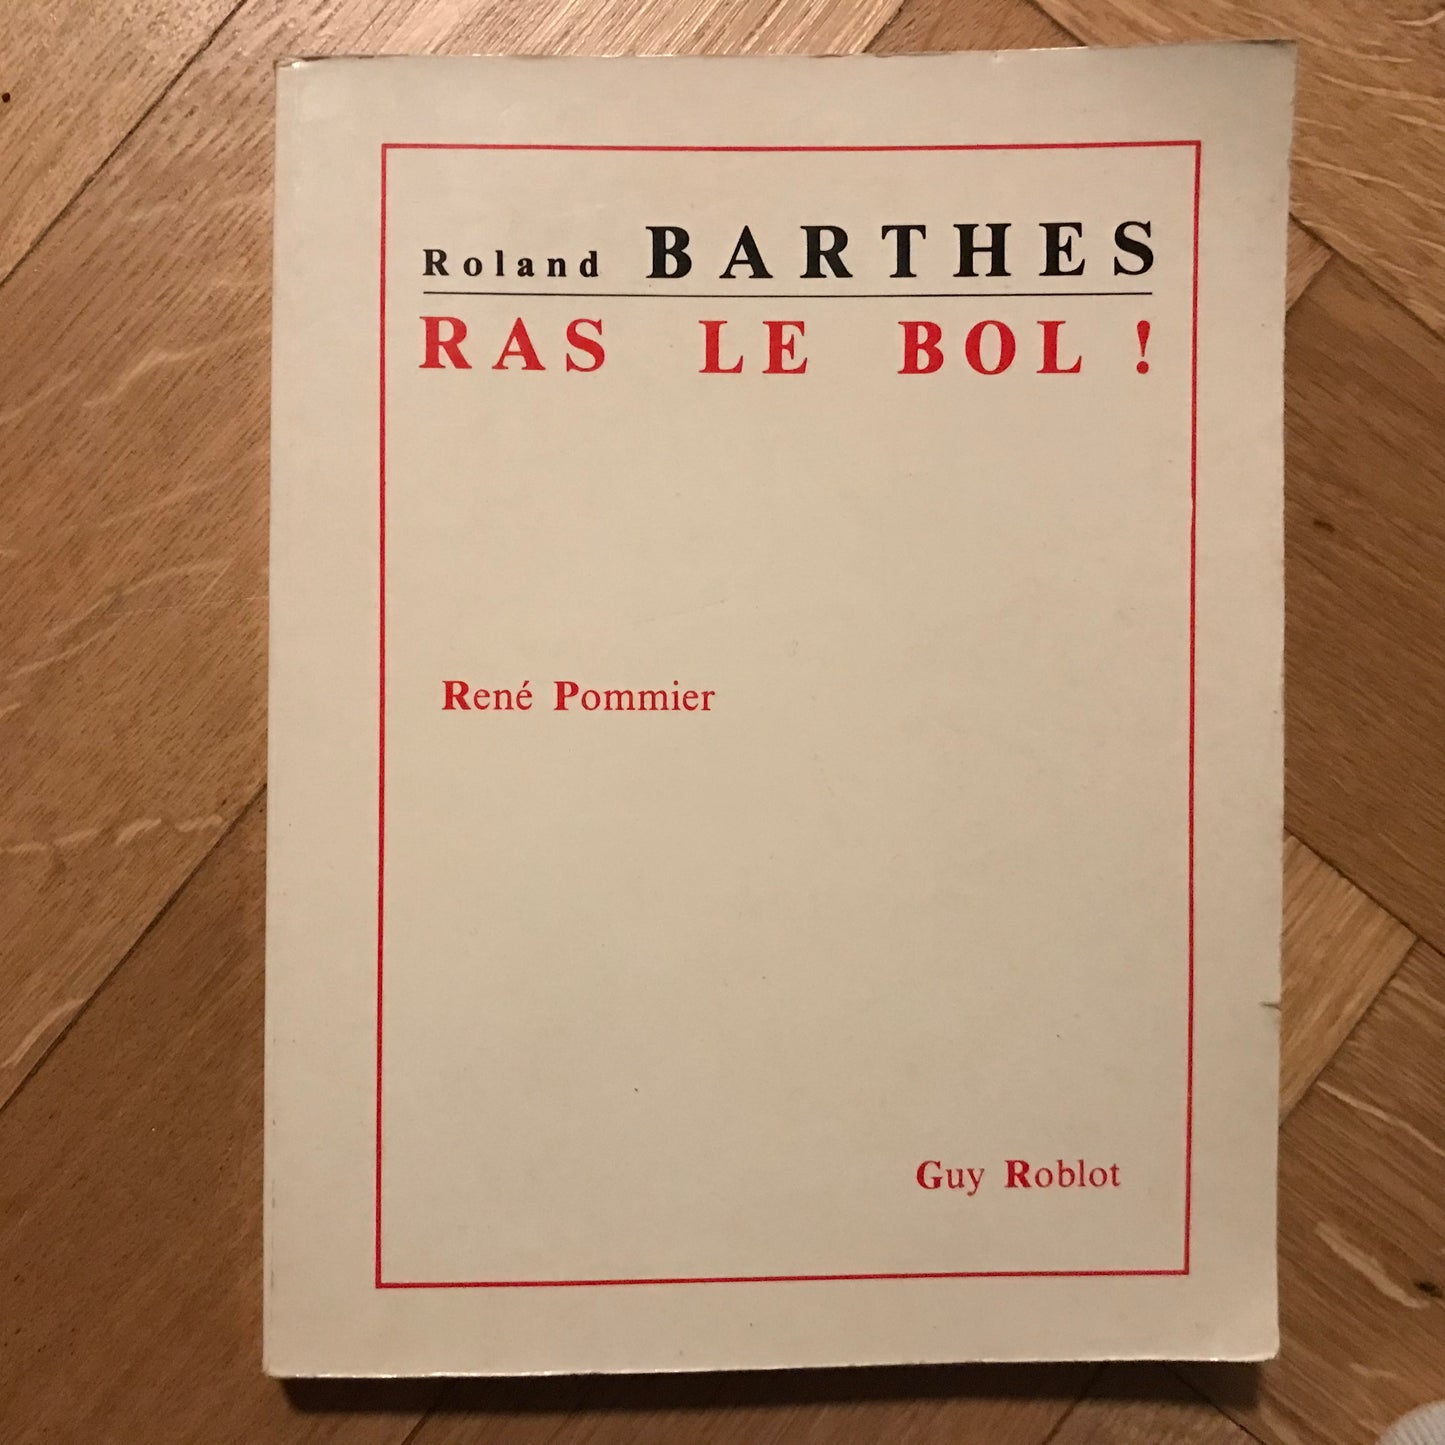 Roland BARTHES
RAS LE BOL !
René Pommier
Guy Roblot